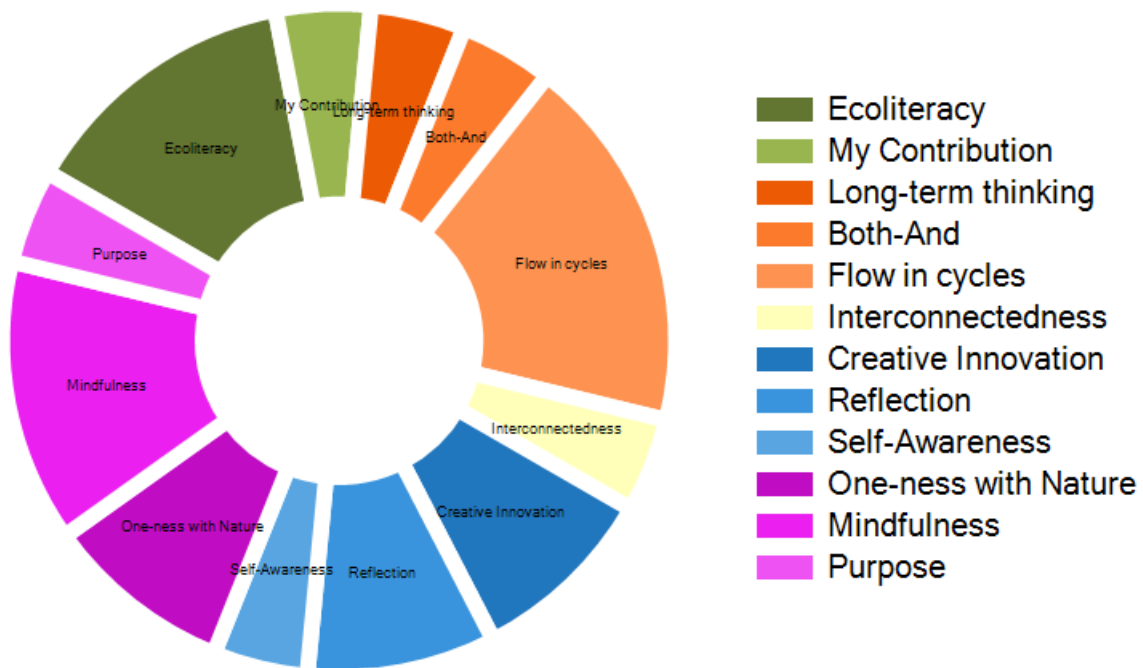 My Contribution
Long-term thinking
Both-And
Ecoliteracy
Purpose
Flow in cycles
Mindfulness
Interconnectedness
One-ness with Nature
Creative Innovation
Self-Awareness
Reflection
Ecoliteracy
My Contribution
Long-term thinking
Both-And
Flow in cycles
Interconnectedness
Creative Innovation
Reflection
Self-Awareness
One-ness with Nature
Mindfulness
Purpose